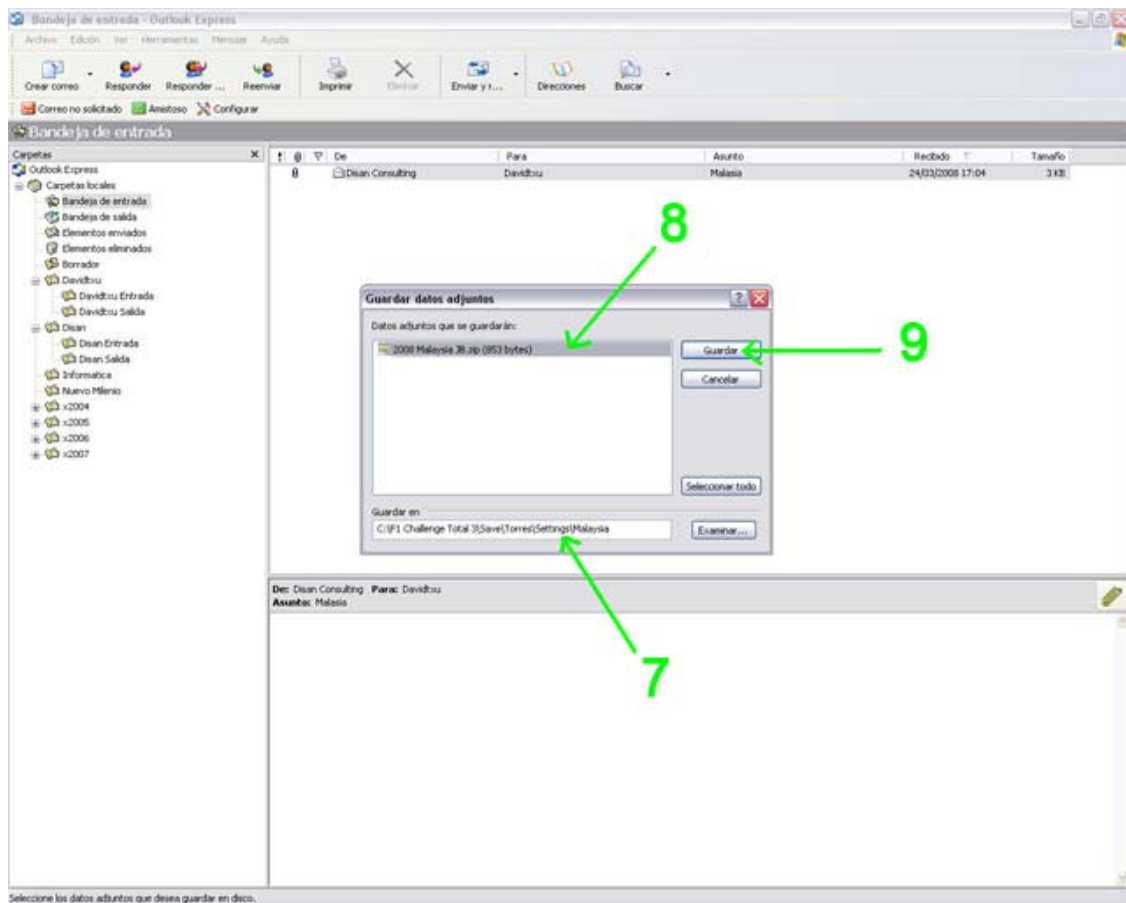 Bandeja de entrada - Outlook Express
Archivo Edición Ver Herramientas Mensaje Ayuda
Crear correo Responder Responder ... Reenviar Imprimir Eliminar Enviar y r... Direcciones Buscar
Correo no solicitado Amistoso Configurar
Bandeja de entrada
Carpetas
! De Para Asunto Recibido Tamaño
Disan Consulting Davidtxu Malasia 24/03/2008 17:04 3 KB
Outlook Express
Carpetas locales
Bandeja de entrada
Bandeja de salida
Elementos enviados
Elementos eliminados
Borrador
Davidtxu
Davidtxu Entrada
Davidtxu Salida
Disan
Disan Entrada
Disan Salida
Informatica
Nuevo Milenio
x2004
x2005
x2006
x2007
8
Guardar datos adjuntos
Datos adjuntos que se guardarán:
2008 Malaysia JB.zip (853 bytes)
Guardar
9
Cancelar
Seleccionar todo
Guardar en
C:\F1 Challenge Total 3\Save\Torres\Settings\Malaysia
Examinar...
De: Disan Consulting Para: Davidtxu
Asunto: Malasia
7
Seleccione los datos adjuntos que desea guardar en disco.